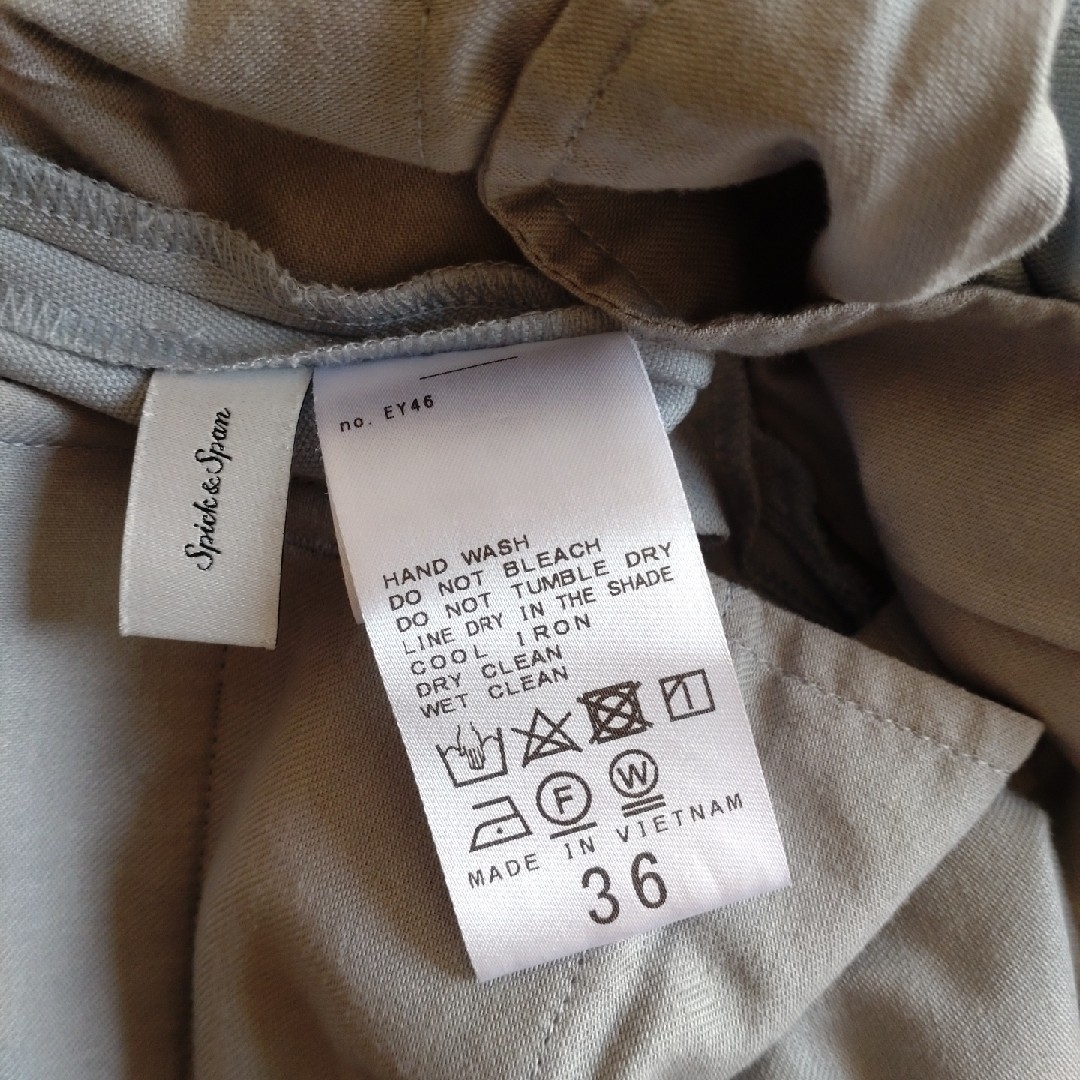 Spick & Span
no. EY46
HAND WASH
DO NOT BLEACH
DO NOT TUMBLE DRY
LINE DRY IN THE SHADE
COOL IRON
DRY CLEAN
WET CLEAN
F W
MADE IN VIETNAM
36